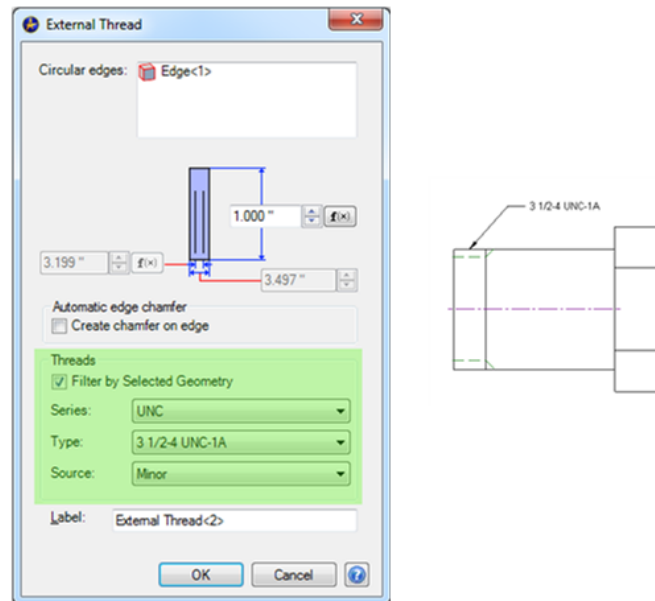 External Thread
Circular edges:
Edge<1>
1.000 "
f(x)
3.199 "
f(x)
3.497 "
Automatic edge chamfer
Create chamfer on edge
Threads
Filter by Selected Geometry
Series:
UNC
Type:
3 1/2-4 UNC-1A
Source:
Minor
Label:
External Thread<2>
OK
Cancel
?
3 1/2-4 UNC-1A